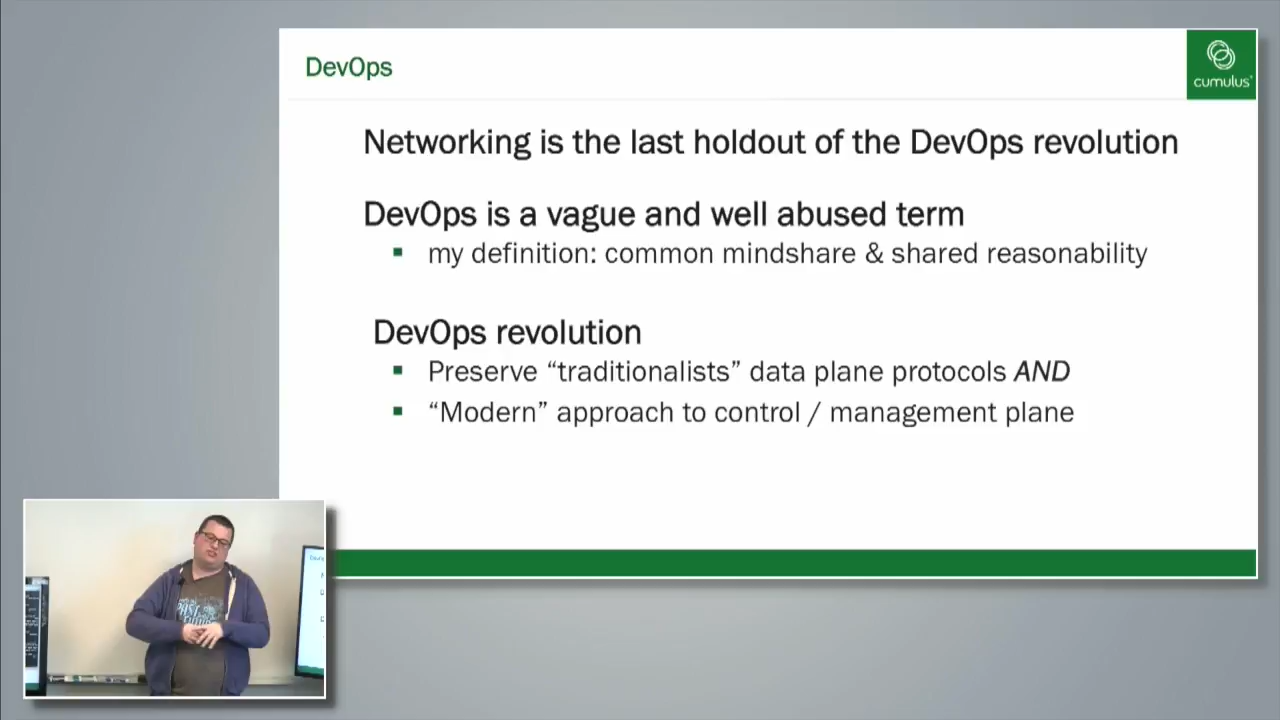 DevOps
cumulus
Networking is the last holdout of the DevOps revolution
DevOps is a vague and well abused term
my definition: common mindshare & shared reasonability
DevOps revolution
Preserve “traditionalists” data plane protocols AND
“Modern” approach to control / management plane